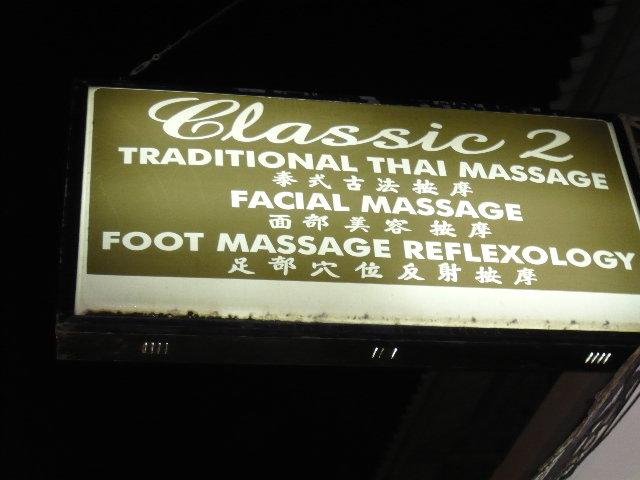 Classic 2
TRADITIONAL THAI MASSAGE
泰式古法按摩
FACIAL MASSAGE
面部美容按摩
FOOT MASSAGE REFLEXOLOGY
足部穴位反射按摩